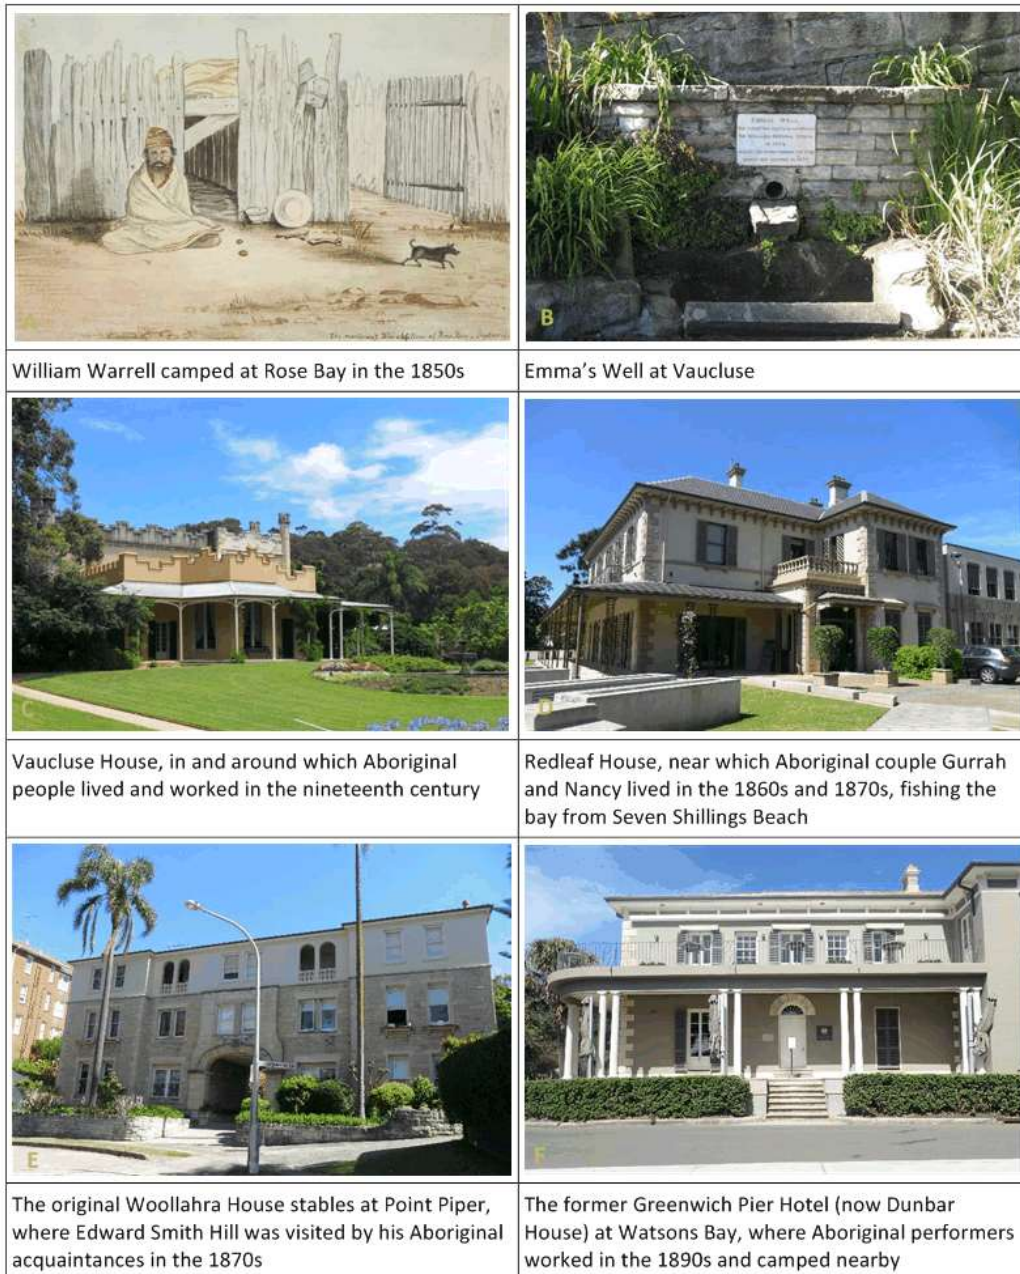 William Warrell camped at Rose Bay in the 1850s
B
Emma's Well at Vaucluse
EMMA'S WELL
C
Vaucluse House, in and around which Aboriginal
people lived and worked in the nineteenth century
D
Redleaf House, near which Aboriginal couple Gurrah
and Nancy lived in the 1860s and 1870s, fishing the
bay from Seven Shillings Beach
E
The original Woollahra House stables at Point Piper,
where Edward Smith Hill was visited by his Aboriginal
acquaintances in the 1870s
F
The former Greenwich Pier Hotel (now Dunbar
House) at Watsons Bay, where Aboriginal performers
worked in the 1890s and camped nearby